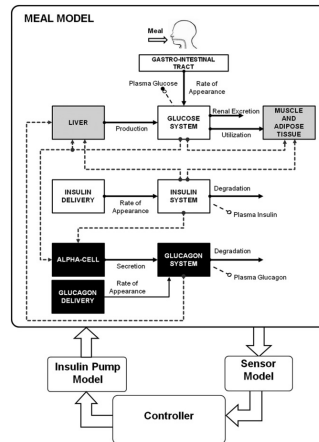 MEAL MODEL
Meal
GASTRO-INTESTINAL
TRACT
Plasma Glucose
Rate of
Appearance
LIVER
Production
GLUCOSE
SYSTEM
Renal Excretion
Utilization
MUSCLE
AND
ADIPOSE
TISSUE
INSULIN
DELIVERY
Rate of
Appearance
INSULIN
SYSTEM
Degradation
Plasma Insulin
ALPHA-CELL
Secretion
GLUCAGON
SYSTEM
Degradation
Plasma Glucagon
GLUCAGON
DELIVERY
Rate of
Appearance
Insulin Pump
Model
Sensor
Model
Controller